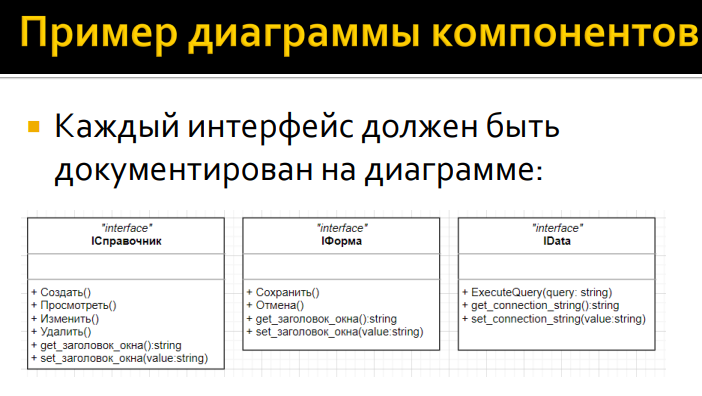 Пример диаграммы компонентов
Каждый интерфейс должен быть
документирован на диаграмме:
"interface"
IСправочник
+ Создать()
+ Просмотреть()
+ Изменить()
+ Удалить()
+ get_заголовок_окна():string
+ set_заголовок_окна(value:string)
"interface"
IФорма
+ Сохранить()
+ Отмена()
+ get_заголовок_окна():string
+ set_заголовок_окна(value:string)
"interface"
IData
+ ExecuteQuery(query: string)
+ get_connection_string():string
+ set_connection_string(value:string)